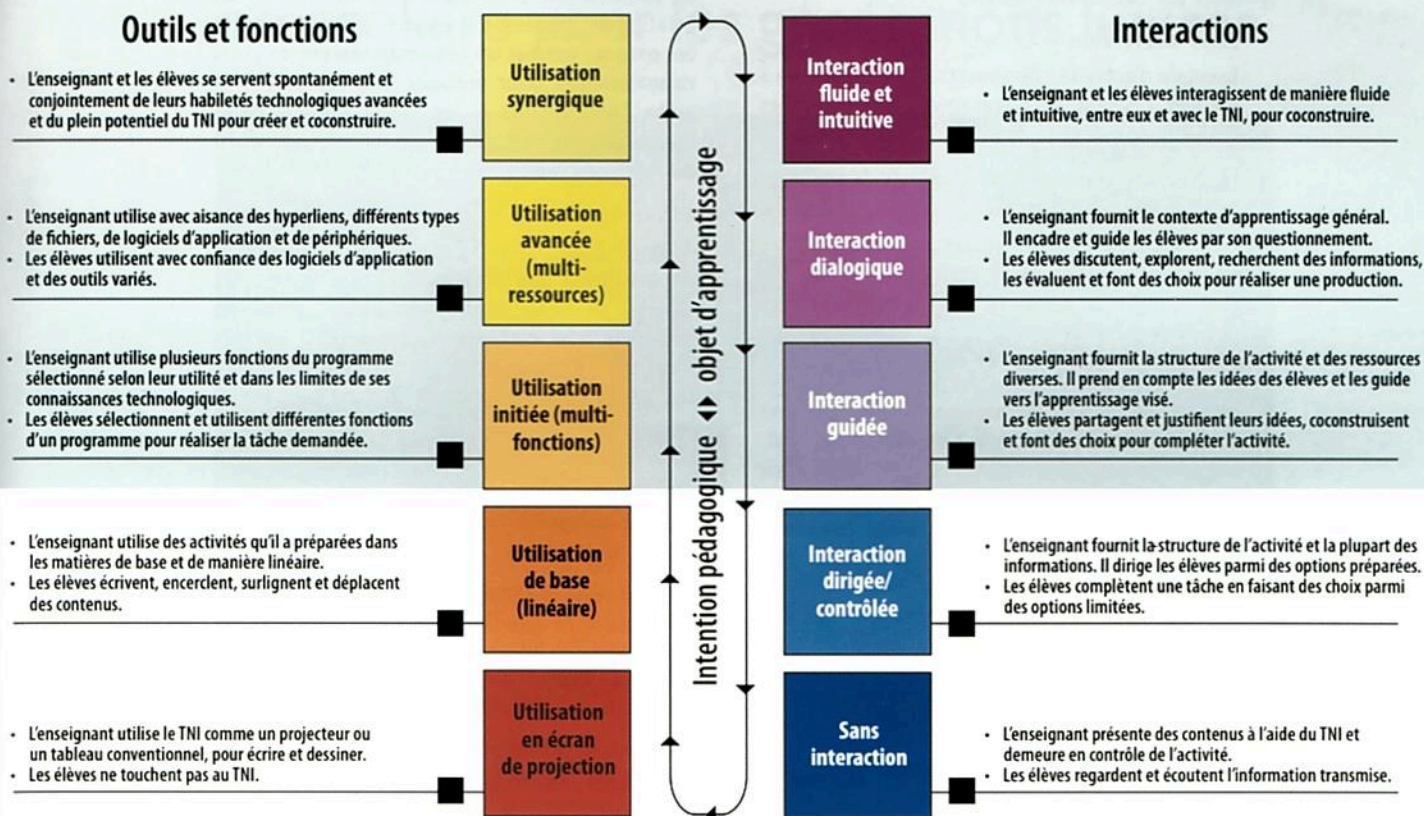 Outils et fonctions
• L'enseignant et les élèves se servent spontanément et
conjointement de leurs habiletés technologiques avancées
et du plein potentiel du TNI pour créer et coconstruire.
• L'enseignant utilise avec aisance des hyperliens, différents types
de fichiers, de logiciels d'application et de périphériques.
• Les élèves utilisent avec confiance des logiciels d'application
et des outils variés.
• L'enseignant utilise plusieurs fonctions du programme
sélectionné selon leur utilité et dans les limites de ses
connaissances technologiques.
• Les élèves sélectionnent et utilisent différentes fonctions
d'un programme pour réaliser la tâche demandée.
• L'enseignant utilise des activités qu'il a préparées dans
les matières de base et de manière linéaire.
• Les élèves écrivent, encerclent, surlignent et déplacent
des contenus.
• L'enseignant utilise le TNI comme un projecteur ou
un tableau conventionnel, pour écrire et dessiner.
• Les élèves ne touchent pas au TNI.
Utilisation
synergique
Utilisation
avancée
(multi-
ressources)
Utilisation
initiée (multi-
fonctions)
Utilisation
de base
(linéaire)
Utilisation
en écran
de projection
Intention pédagogique ◄► objet d'apprentissage
Interaction
fluide et
intuitive
Interaction
dialogique
Interaction
guidée
Interaction
dirigée/
contrôlée
Sans
interaction
Interactions
• L'enseignant et les élèves interagissent de manière fluide
et intuitive, entre eux et avec le TNI, pour coconstruire.
• L'enseignant fournit le contexte d'apprentissage général.
Il encadre et guide les élèves par son questionnement.
• Les élèves discutent, explorent, recherchent des informations,
les évaluent et font des choix pour réaliser une production.
• L'enseignant fournit la structure de l'activité et des ressources
diverses. Il prend en compte les idées des élèves et les guide
vers l'apprentissage visé.
• Les élèves partagent et justifient leurs idées, coconstruisent
et font des choix pour compléter l'activité.
• L'enseignant fournit la structure de l'activité et la plupart des
informations. Il dirige les élèves parmi des options préparées.
• Les élèves complètent une tâche en faisant des choix parmi
des options limitées.
• L'enseignant présente des contenus à l'aide du TNI et
demeure en contrôle de l'activité.
• Les élèves regardent et écoutent l'information transmise.